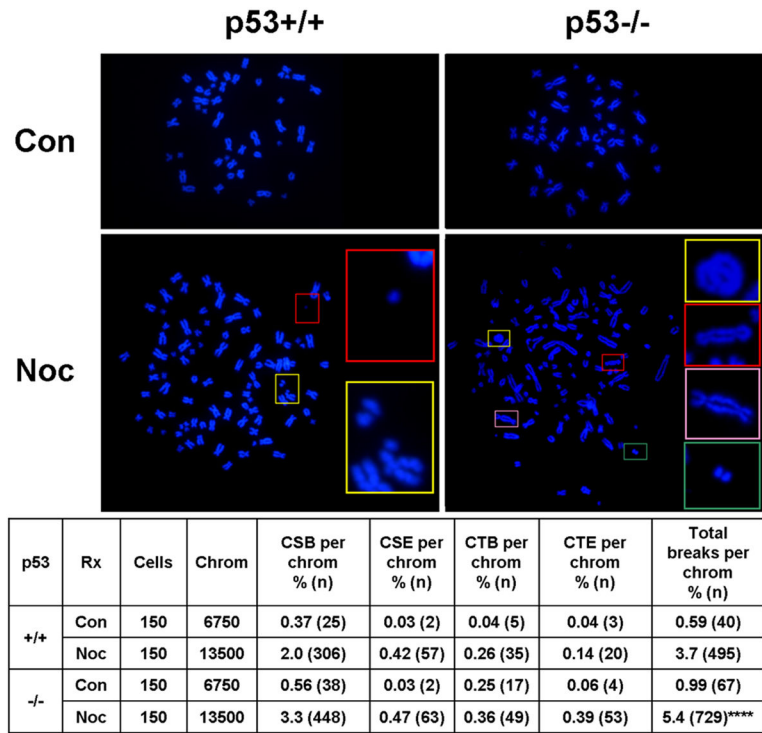 p53+/+ p53-/-
Con
Noc
p53 Rx Cells Chrom CSB per chrom % (n) CSE per chrom % (n) CTB per chrom % (n) CTE per chrom % (n) Total breaks per chrom % (n)
+/+ Con 150 6750 0.37 (25) 0.03 (2) 0.04 (5) 0.04 (3) 0.59 (40)
Noc 150 13500 2.0 (306) 0.42 (57) 0.26 (35) 0.14 (20) 3.7 (495)
-/- Con 150 6750 0.56 (38) 0.03 (2) 0.25 (17) 0.06 (4) 0.99 (67)
Noc 150 13500 3.3 (448) 0.47 (63) 0.36 (49) 0.39 (53) 5.4 (729)****